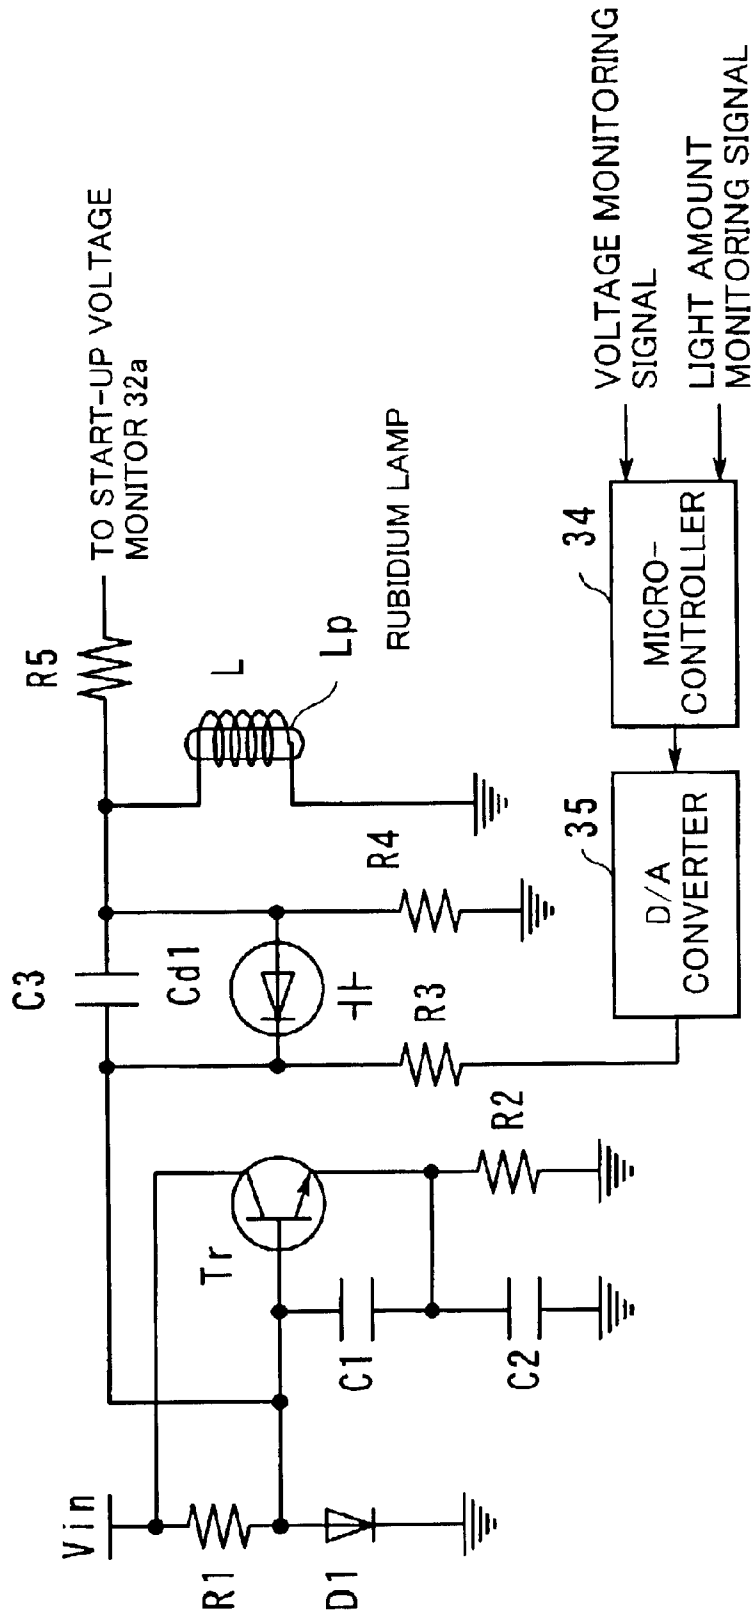 Vin
R1
D1
Tr
C1
C2
R2
C3
Cd1
R3
R4
R5
L
Lp
RUBIDIUM LAMP
TO START-UP VOLTAGE
MONITOR 32a
35
D/A
CONVERTER
34
MICRO-
CONTROLLER
VOLTAGE MONITORING
SIGNAL
LIGHT AMOUNT
MONITORING SIGNAL